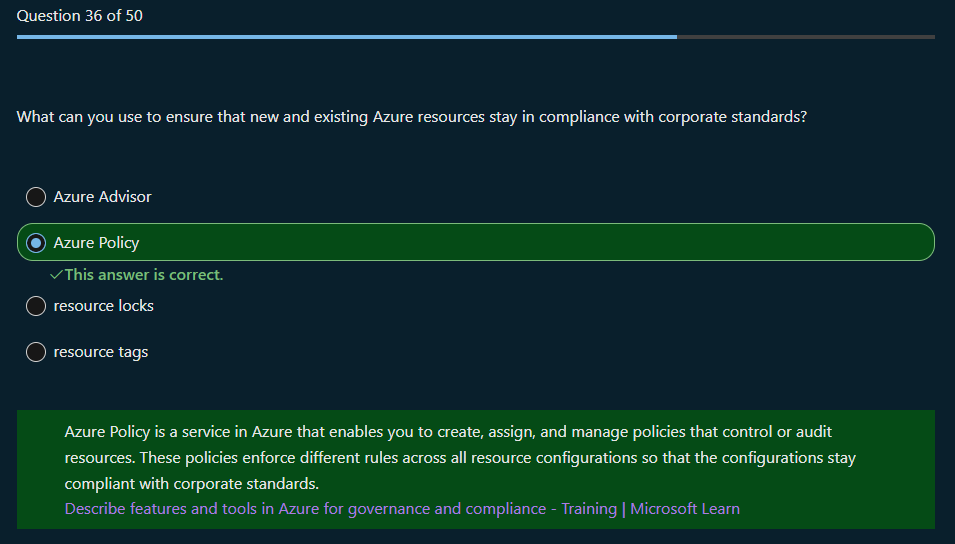 Question 36 of 50
What can you use to ensure that new and existing Azure resources stay in compliance with corporate standards?
Azure Advisor
Azure Policy
✓This answer is correct.
resource locks
resource tags
Azure Policy is a service in Azure that enables you to create, assign, and manage policies that control or audit
resources. These policies enforce different rules across all resource configurations so that the configurations stay
compliant with corporate standards.
Describe features and tools in Azure for governance and compliance - Training | Microsoft Learn